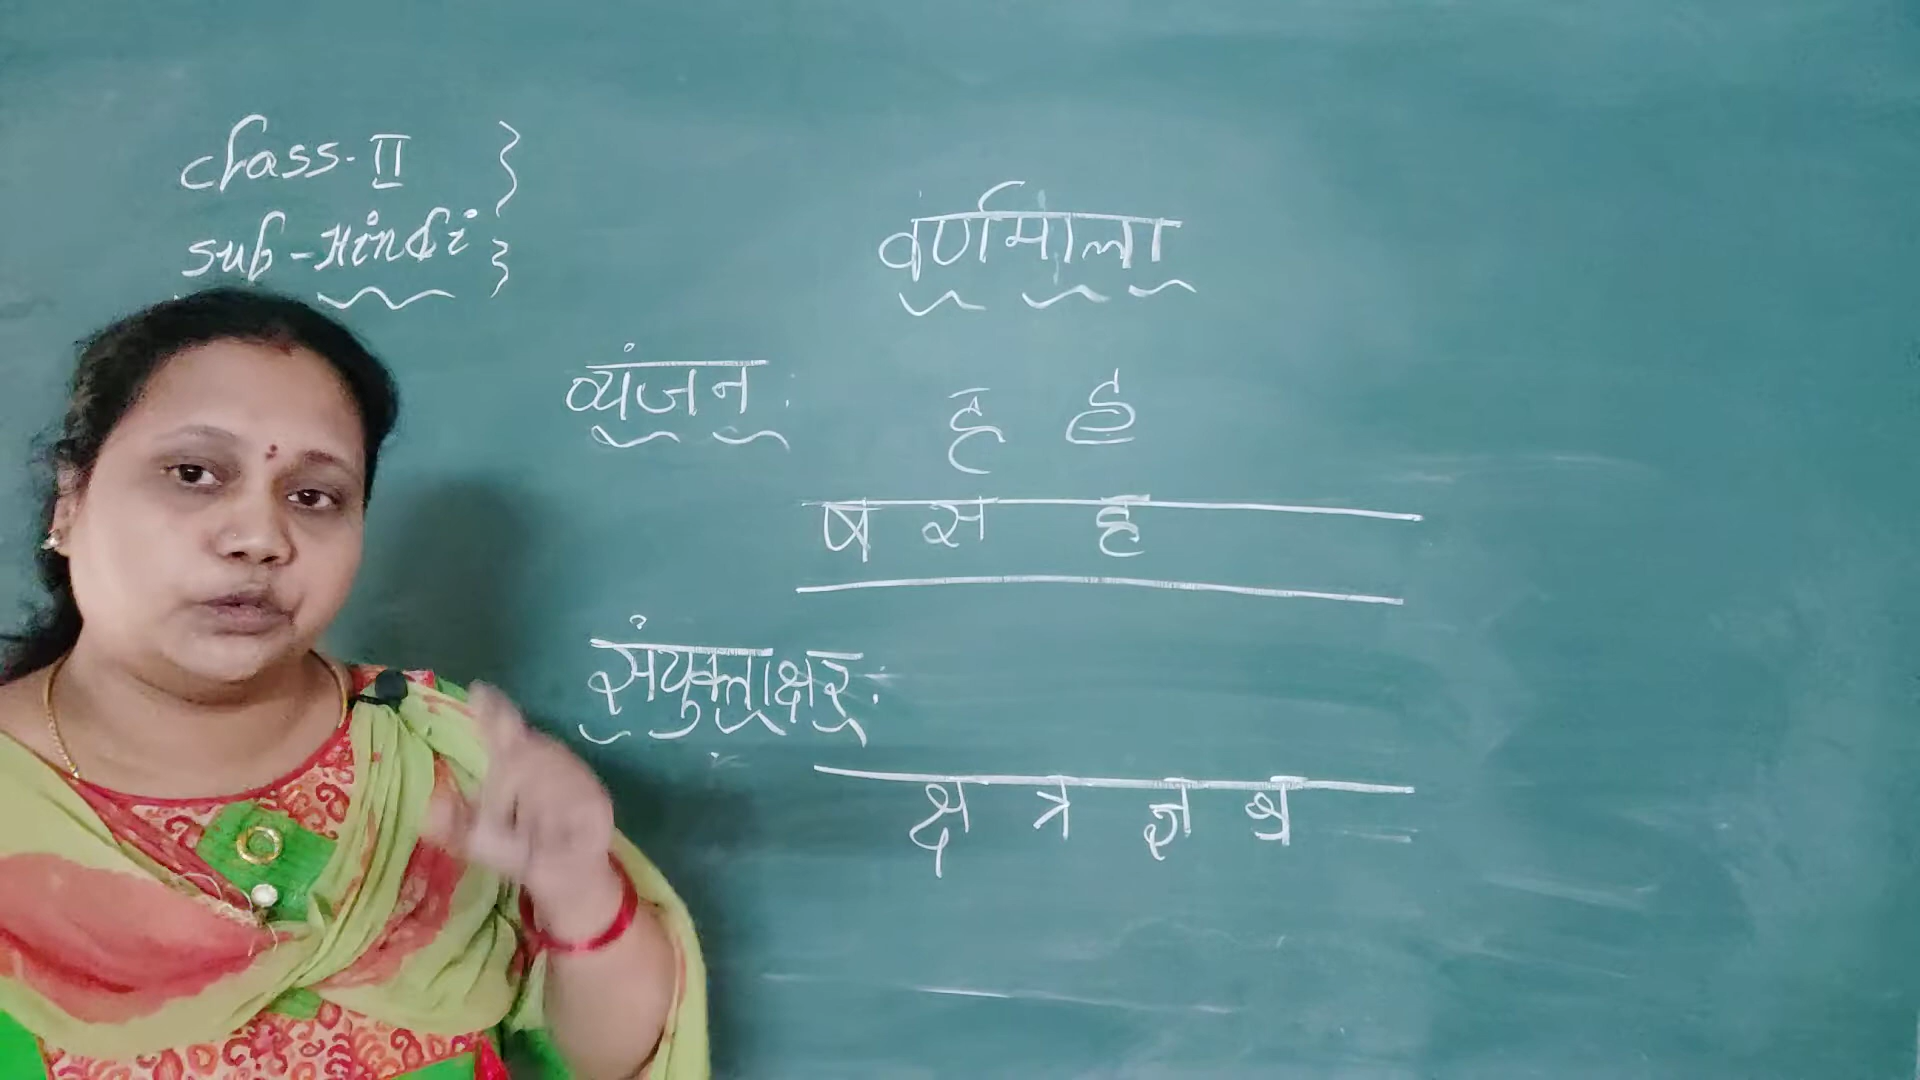 class-II
sub-Hindi
वर्णमाला
व्यंजन:
ह
ष स ह
संयुक्ताक्षर:
क्ष त्र ज्ञ श्र